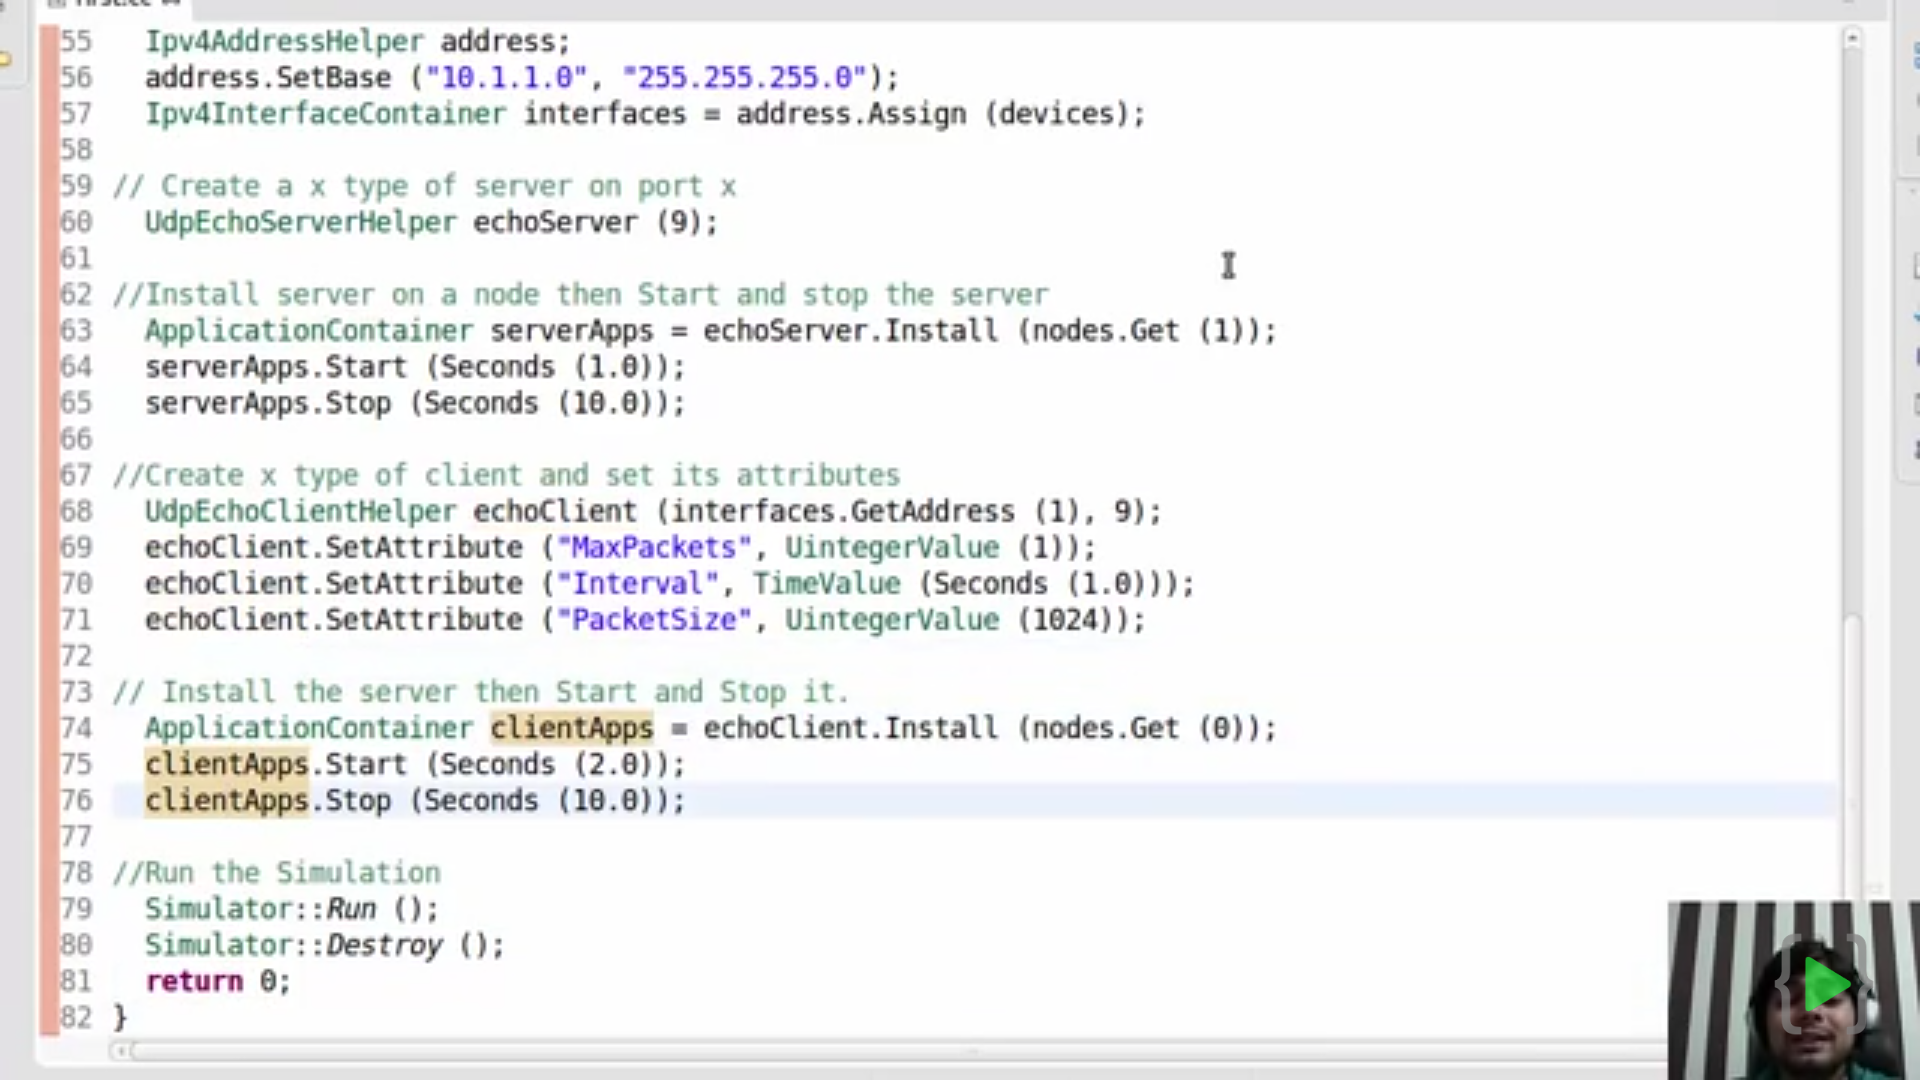 55 Ipv4AddressHelper address;
56 address.SetBase ("10.1.1.0", "255.255.255.0");
57 Ipv4InterfaceContainer interfaces = address.Assign (devices);
58
59 // Create a x type of server on port x
60 UdpEchoServerHelper echoServer (9);
61
62 //Install server on a node then Start and stop the server
63 ApplicationContainer serverApps = echoServer.Install (nodes.Get (1));
64 serverApps.Start (Seconds (1.0));
65 serverApps.Stop (Seconds (10.0));
66
67 //Create x type of client and set its attributes
68 UdpEchoClientHelper echoClient (interfaces.GetAddress (1), 9);
69 echoClient.SetAttribute ("MaxPackets", UintegerValue (1));
70 echoClient.SetAttribute ("Interval", TimeValue (Seconds (1.0)));
71 echoClient.SetAttribute ("PacketSize", UintegerValue (1024));
72
73 // Install the server then Start and Stop it.
74 ApplicationContainer clientApps = echoClient.Install (nodes.Get (0));
75 clientApps.Start (Seconds (2.0));
76 clientApps.Stop (Seconds (10.0));
77
78 //Run the Simulation
79 Simulator::Run ();
80 Simulator::Destroy ();
81 return 0;
82 }